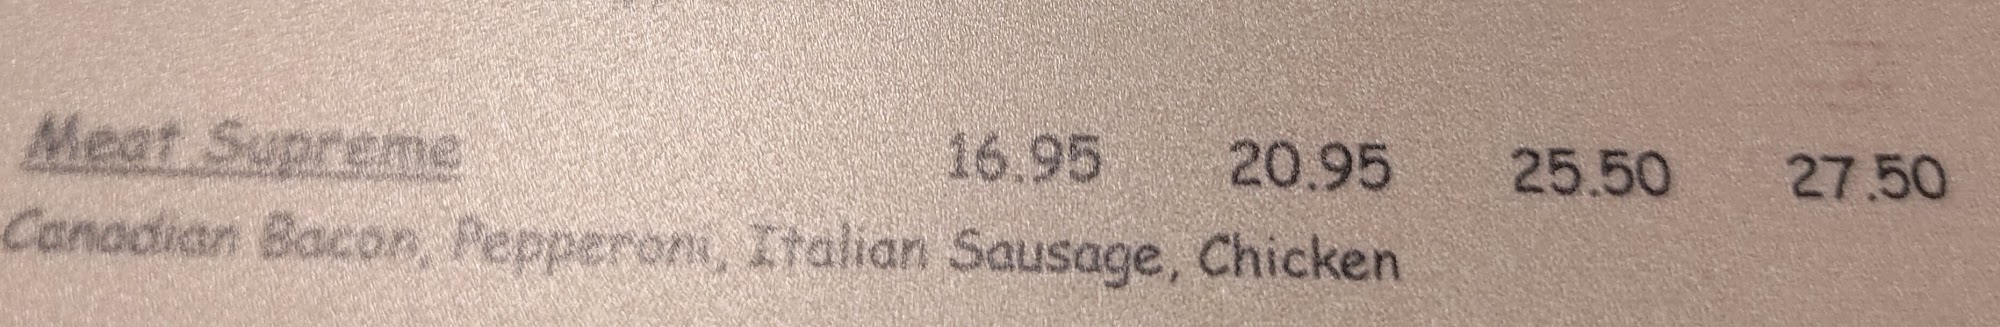 Meat Supreme 16.95 20.95 25.50 27.50
Canadian Bacon, Pepperoni, Italian Sausage, Chicken